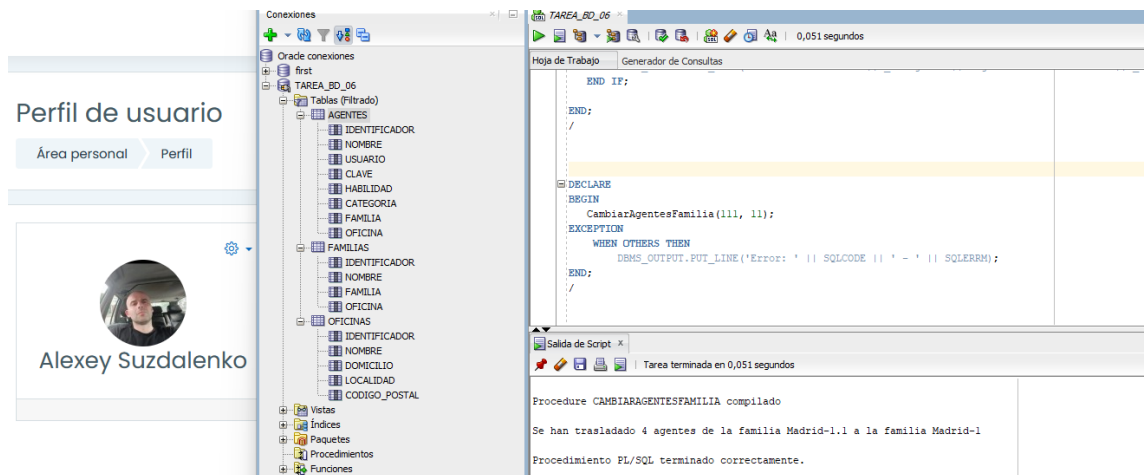 Perfil de usuario
Área personal
Perfil
Alexey Suzdalenko
Conexiones
Oracle conexiones
first
TAREA_BD_06
Tablas (Filtrado)
AGENTES
IDENTIFICADOR
NOMBRE
USUARIO
CLAVE
HABILIDAD
CATEGORIA
FAMILIA
OFICINA
FAMILIAS
IDENTIFICADOR
NOMBRE
FAMILIA
OFICINA
OFICINAS
IDENTIFICADOR
NOMBRE
DOMICILIO
LOCALIDAD
CODIGO_POSTAL
Vistas
Índices
Paquetes
Procedimientos
Funciones
TAREA_BD_06
0,051 segundos
Hoja de Trabajo
Generador de Consultas
END IF;
END;
/
DECLARE
BEGIN
CambiarAgentesFamilia(111, 11);
EXCEPTION
WHEN OTHERS THEN
DBMS_OUTPUT.PUT_LINE('Error: ' || SQLCODE || ' - ' || SQLERRM);
END;
/
Salida de Script
Tarea terminada en 0,051 segundos
Procedure CAMBIARAGENTESFAMILIA compilado
Se han trasladado 4 agentes de la familia Madrid-1.1 a la familia Madrid-1
Procedimiento PL/SQL terminado correctamente.